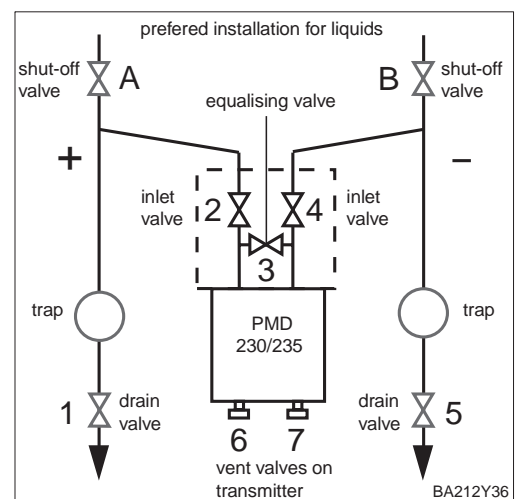 prefered installation for liquids
shut-off
valve
A
B
shut-off
valve
equalising valve
+
–
inlet
valve
2
4
inlet
valve
3
trap
trap
PMD
230/235
1
drain
valve
drain
valve
5
6
7
vent valves on
transmitter
BA212Y36